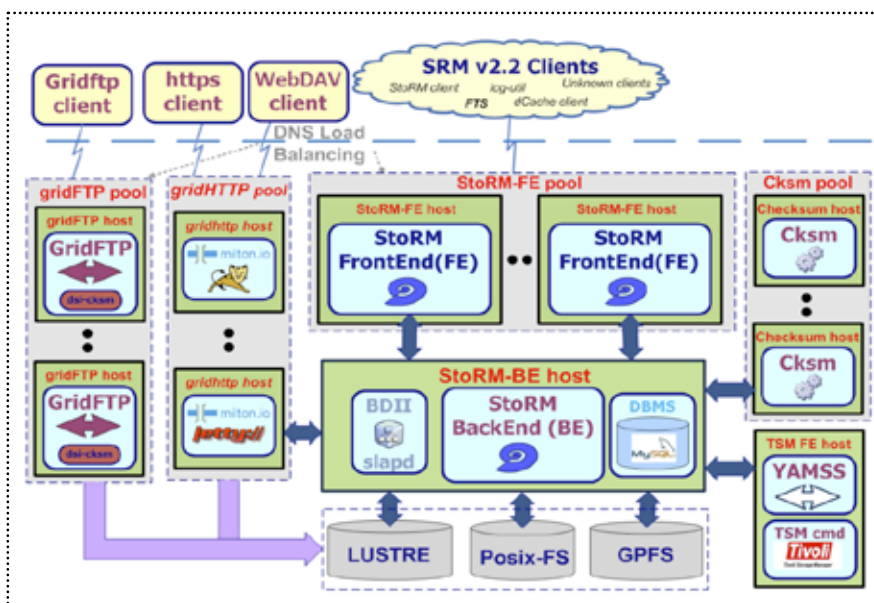 Gridftp
client
https
client
WebDAV
client
SRM v2.2 Clients
StoRM client
lcg-util
Unknown clients
FTS
dCache client
DNS Load
Balancing
gridFTP pool
gridFTP host
GridFTP
dsi-cksm
gridFTP host
GridFTP
dsi-cksm
gridHTTP pool
gridhttp host
miton.io
gridhttp host
miton.io
jetty://
StoRM-FE pool
StoRM-FE host
StoRM
FrontEnd(FE)
StoRM-FE host
StoRM
FrontEnd(FE)
Cksm pool
Checksum host
Cksm
Checksum host
Cksm
StoRM-BE host
BDII
slapd
StoRM
BackEnd (BE)
DBMS
MySQL
TSM FE host
YAMSS
TSM cmd
Tivoli
LUSTRE
Posix-FS
GPFS